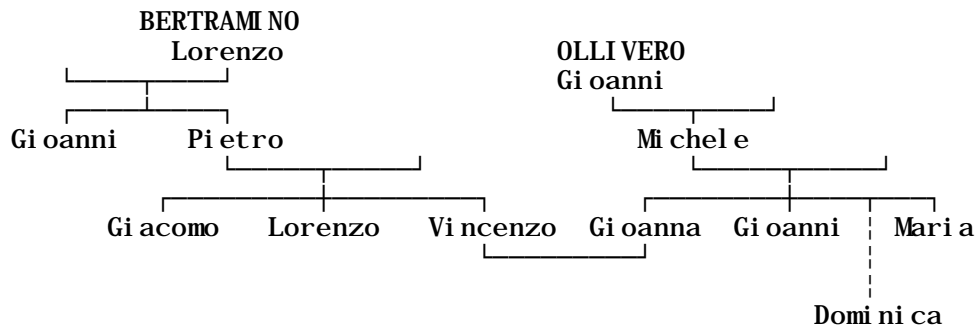 BERTRAMINO
Lorenzo
OLLIVERO
Gioanni
Gioanni Pietro Michele
Giacomo Lorenzo Vincenzo Gioanna Gioanni Maria
Dominica